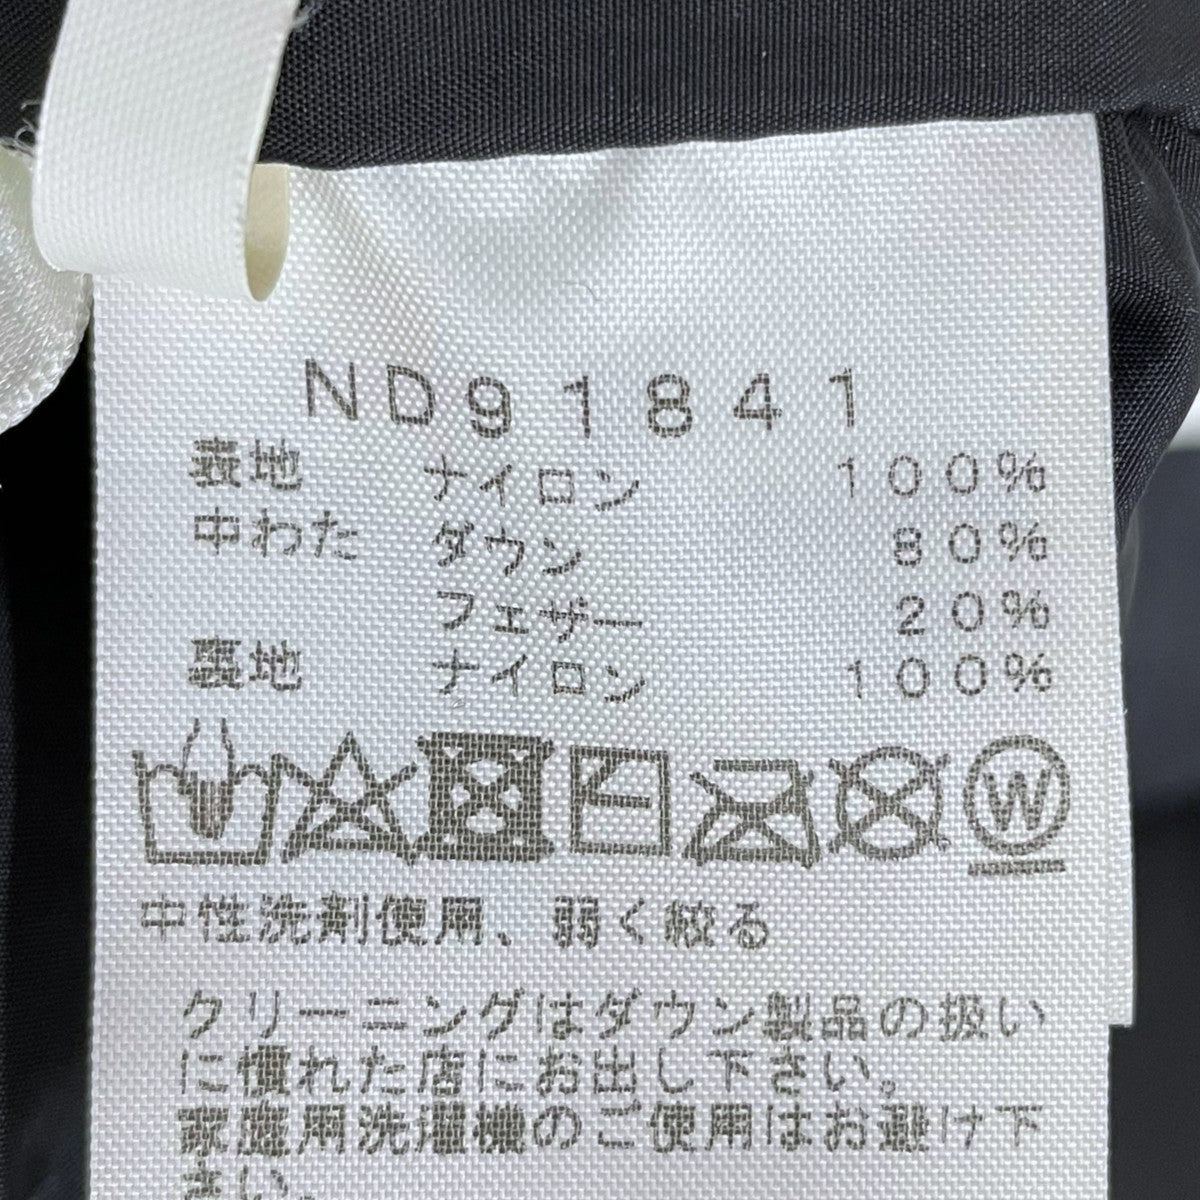 ND91841
表地 ナイロン 100%
中わた ダウン 80%
フェザー 20%
裏地 ナイロン 100%
W
中性洗剤使用、弱く絞る
クリーニングはダウン製品の扱い
に慣れた店にお出し下さい。
家庭用洗濯機のご使用はお避け下
さい。